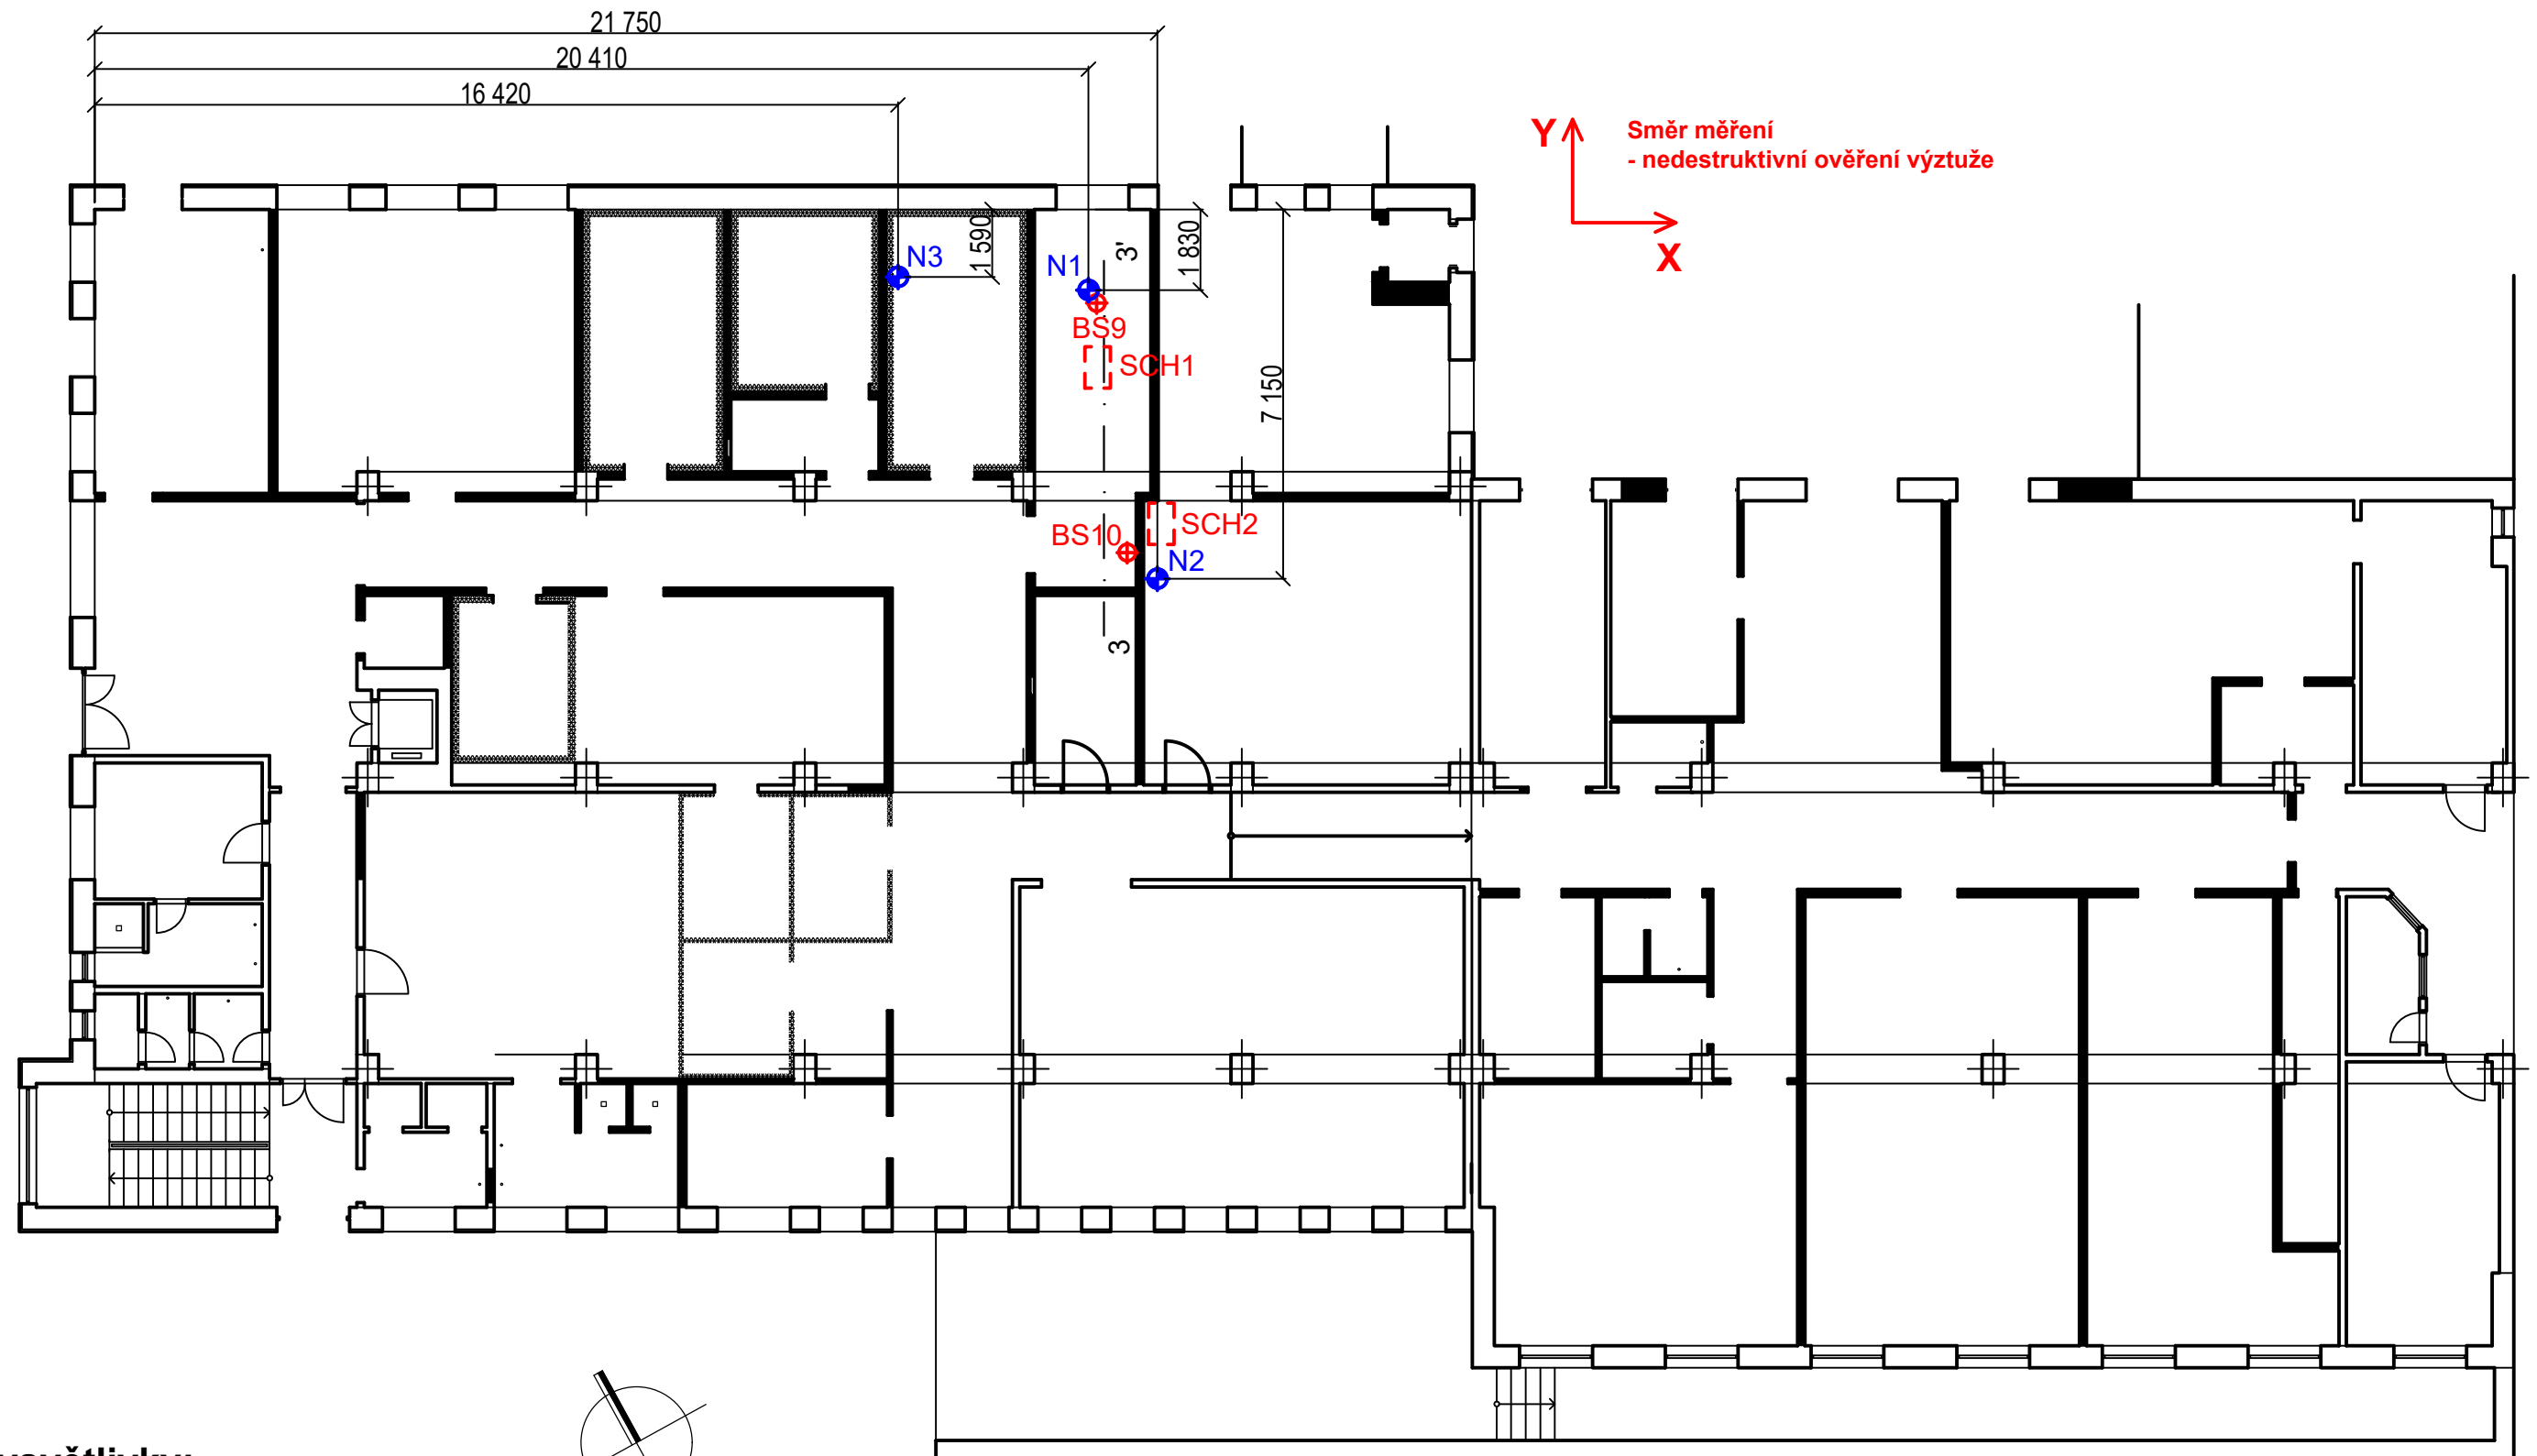 21 750
20 410
16 420
Y
Směr měření
- nedestruktivní ověření výztuže
X
N3
1 590
N1
3'
1 830
BS9
SCH1
7 150
SCH2
BS10
N2
3